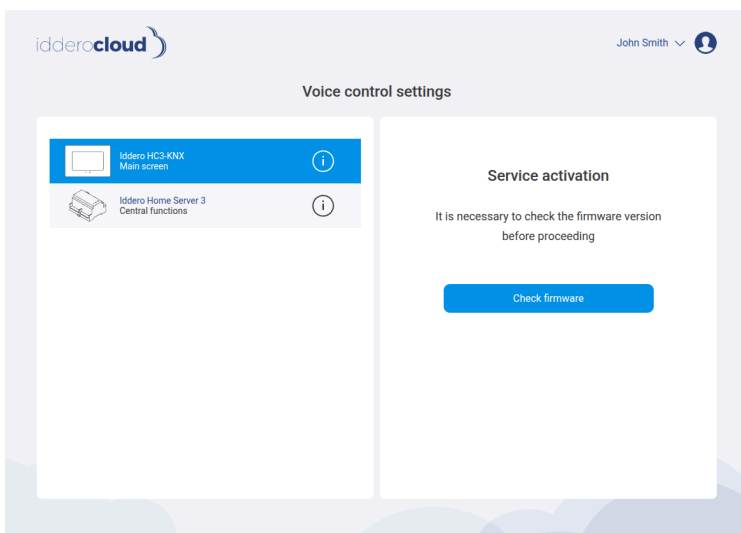 idderocloud
John Smith
Voice control settings
Iddero HC3-KNX
Main screen
i
Iddero Home Server 3
Central functions
i
Service activation
It is necessary to check the firmware version
before proceeding
Check firmware